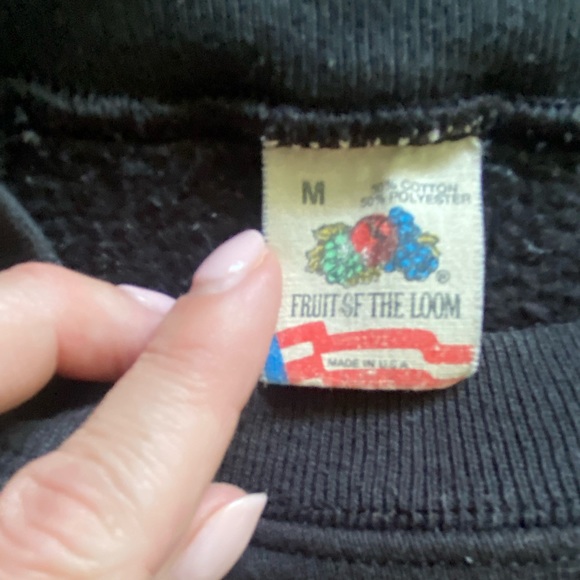 M
50% COTTON
50% POLYESTER
®
FRUIT OF THE LOOM
MADE IN U.S.A.